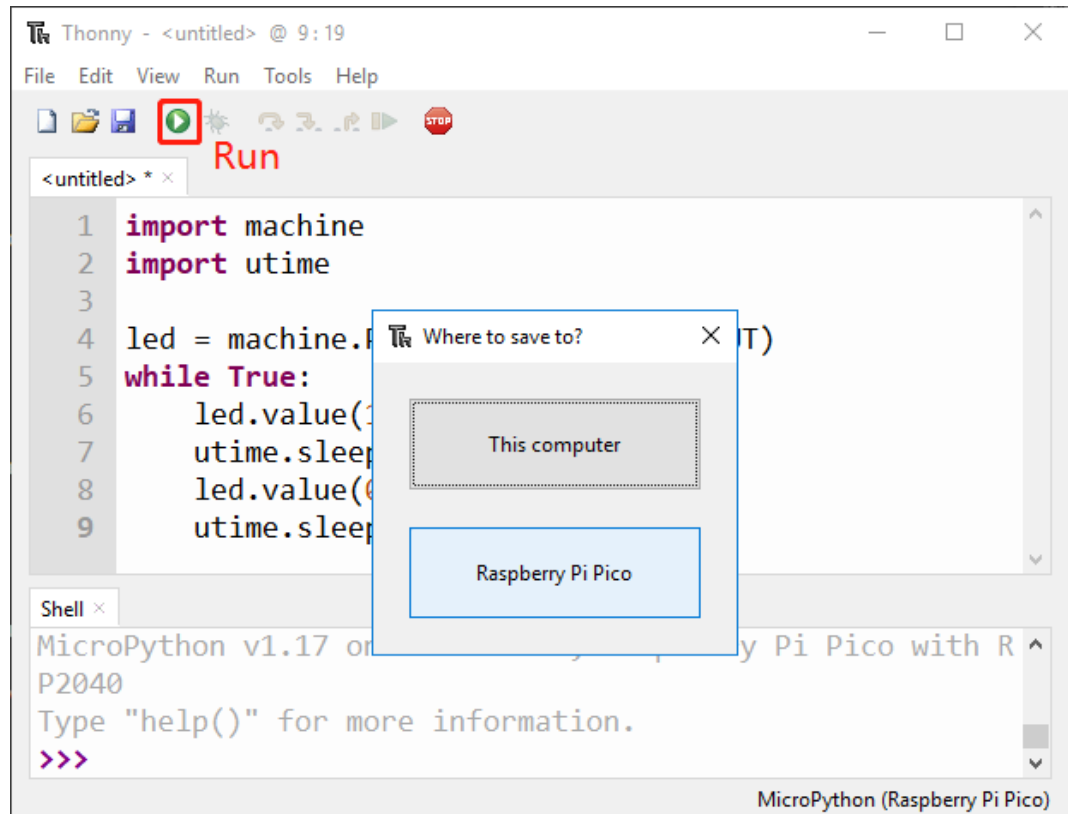 Thonny - <untitled> @ 9:19
File Edit View Run Tools Help
STOP
Run
<untitled> *
1 import machine
2 import utime
3
4 led = machine. UT)
5 while True:
6 led.value(
7 utime.sleep
8 led.value(
9 utime.sleep
Where to save to?
This computer
Raspberry Pi Pico
Shell
MicroPython v1.17 on y Pi Pico with R
P2040
Type "help()" for more information.
>>>
MicroPython (Raspberry Pi Pico)